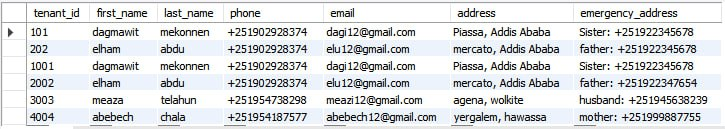 tenant_id first_name last_name phone email address emergency_address
101 dagmawit mekonnen +251902928374 dagi12@gmail.com Piassa, Addis Ababa Sister: +251922345678
202 elham abdu +251902928374 elu12@gmail.com mercato, Addis Ababa father: +251922345678
1001 dagmawit mekonnen +251902928374 dagi12@gmail.com Piassa, Addis Ababa Sister: +251922345678
2002 elham abdu +251902928374 elu12@gmail.com mercato, Addis Ababa father: +251922347654
3003 meaza telahun +251954738298 meazi12@gmail.com agena, wolkite husband: +251945638239
4004 abebech chala +251954187577 abebech12@gmail.com yergalem, hawassa mother: +251999887755